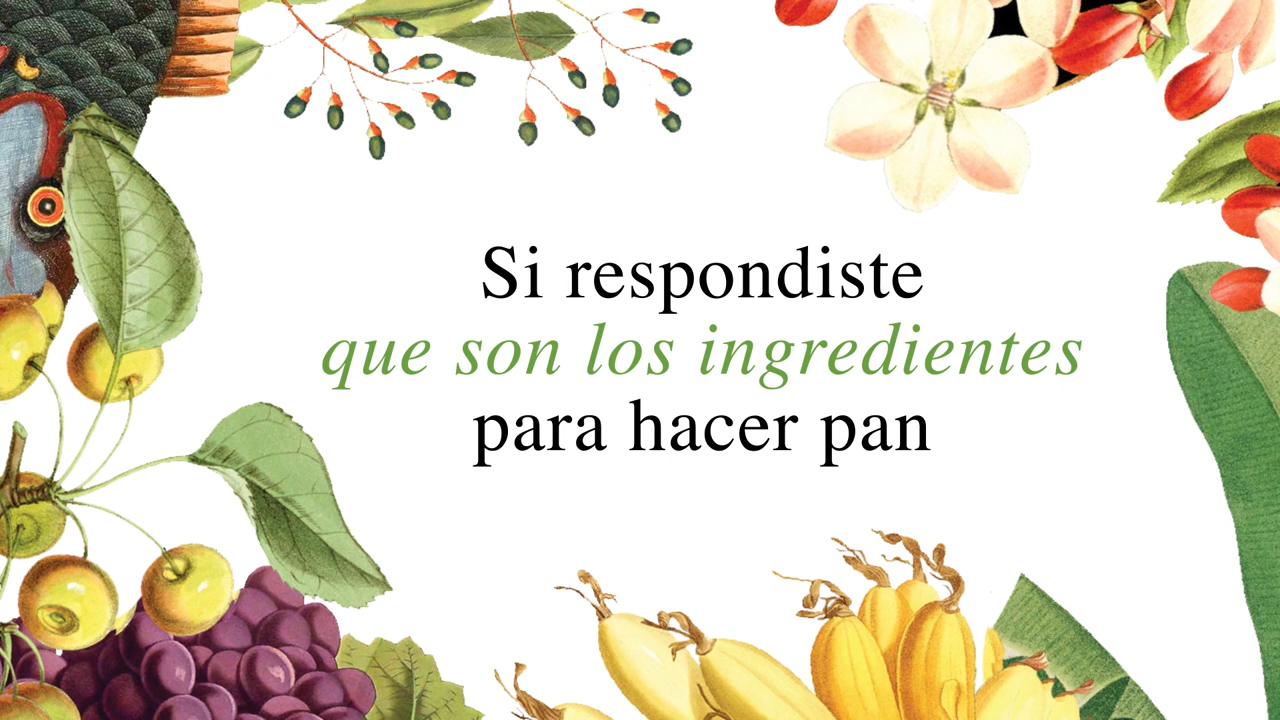 Si respondiste
que son los ingredientes
para hacer pan